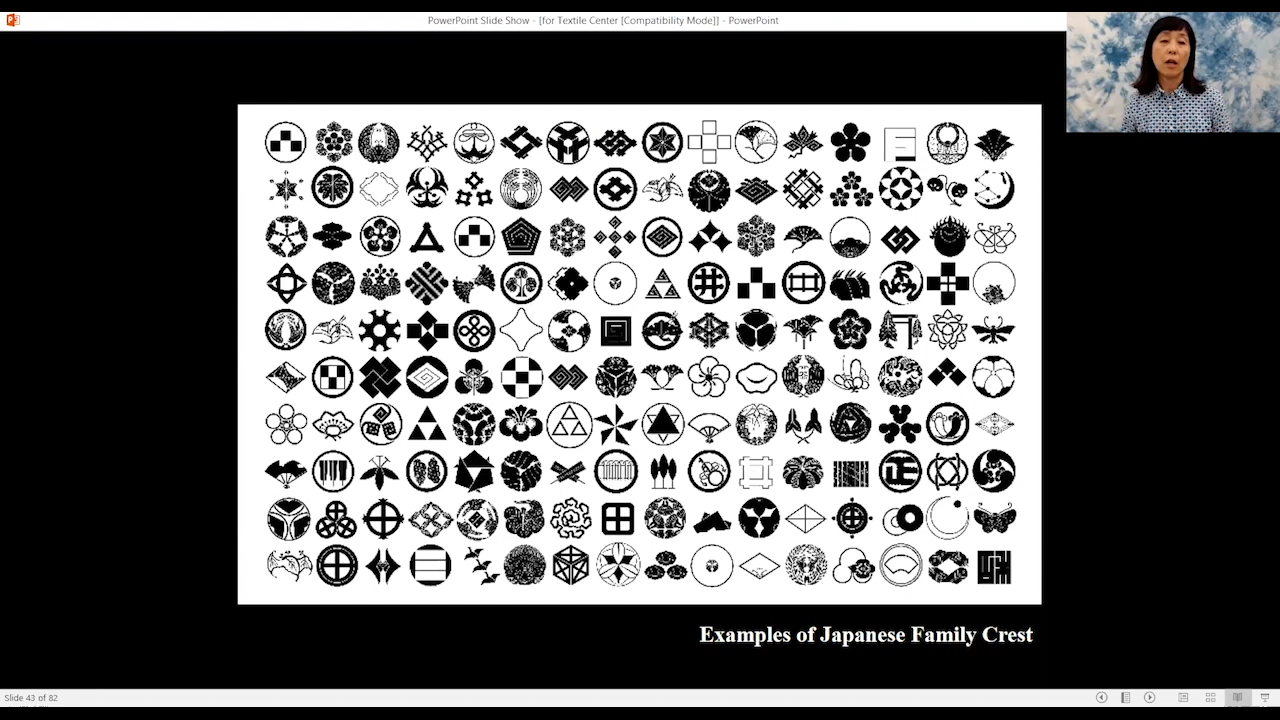 PowerPoint Slide Show - [for Textile Center [Compatibility Mode]] - PowerPoint
Examples of Japanese Family Crest
Slide 43 of 82